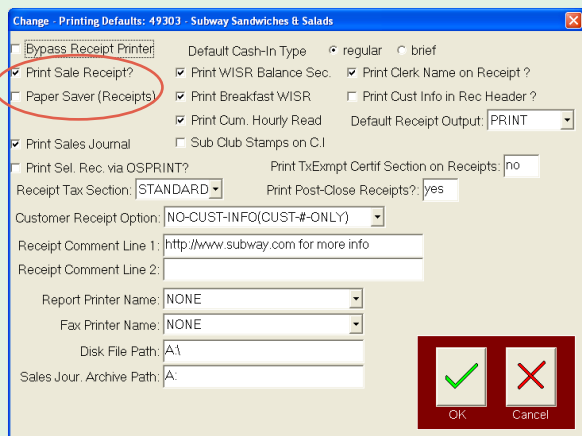 Change - Printing Defaults: 49303 - Subway Sandwiches & Salads
Bypass Receipt Printer Default Cash-In Type regular brief
Print Sale Receipt? Print WISR Balance Sec. Print Clerk Name on Receipt ?
Paper Saver (Receipts) Print Breakfast WISR Print Cust Info in Rec Header ?
Print Cum. Hourly Read Default Receipt Output: PRINT
Print Sales Journal Sub Club Stamps on C.I
Print Sel. Rec. via OSPRINT? Print TxExmpt Certif Section on Receipts: no
Receipt Tax Section: STANDARD Print Post-Close Receipts?: yes
Customer Receipt Option: NO-CUST-INFO(CUST-#-ONLY)
Receipt Comment Line 1: http://www.subway.com for more info
Receipt Comment Line 2:
Report Printer Name: NONE
Fax Printer Name: NONE
Disk File Path: A:\
Sales Jour. Archive Path: A:
OK Cancel